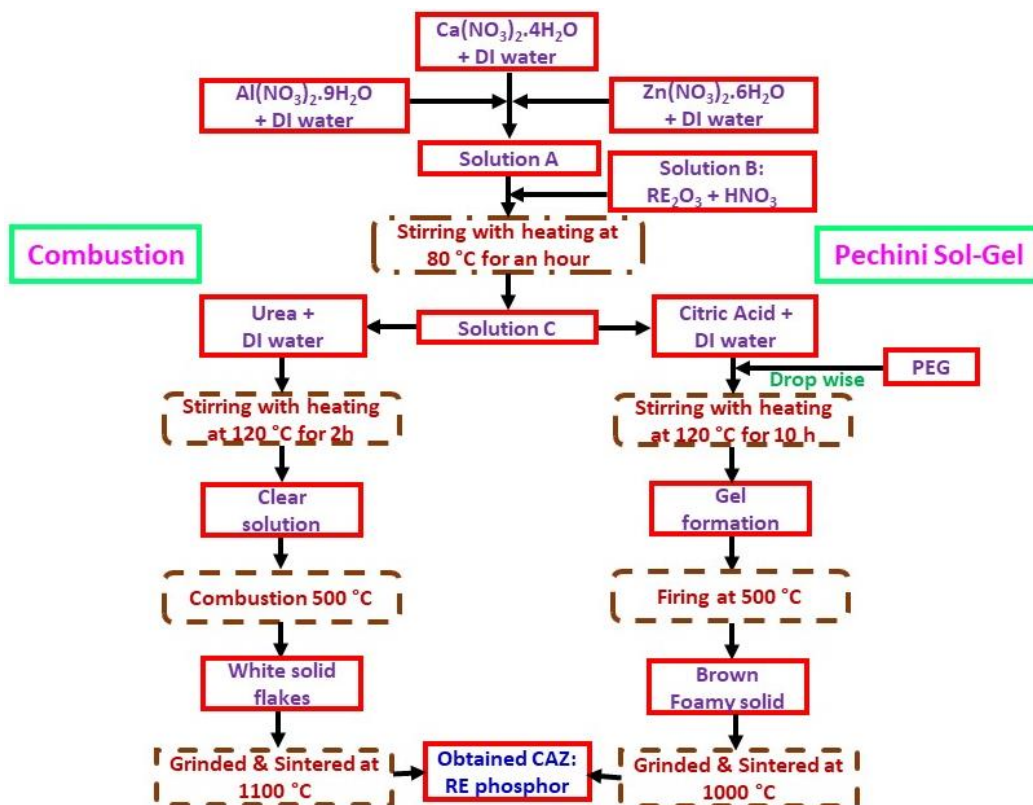 Ca(NO₃)₂.4H₂O
+ DI water
Al(NO₃)₂.9H₂O
+ DI water
Zn(NO₃)₂.6H₂O
+ DI water
Solution A
Solution B:
RE₂O₃ + HNO₃
Stirring with heating at
80 °C for an hour
Combustion
Pechini Sol-Gel
Urea +
DI water
Solution C
Citric Acid +
DI water
Drop wise
PEG
Stirring with heating
at 120 °C for 2h
Stirring with heating
at 120 °C for 10 h
Clear
solution
Gel
formation
Combustion 500 °C
Firing at 500 °C
White solid
flakes
Brown
Foamy solid
Grinded & Sintered at
1100 °C
Obtained CAZ:
RE phosphor
Grinded & Sintered at
1000 °C